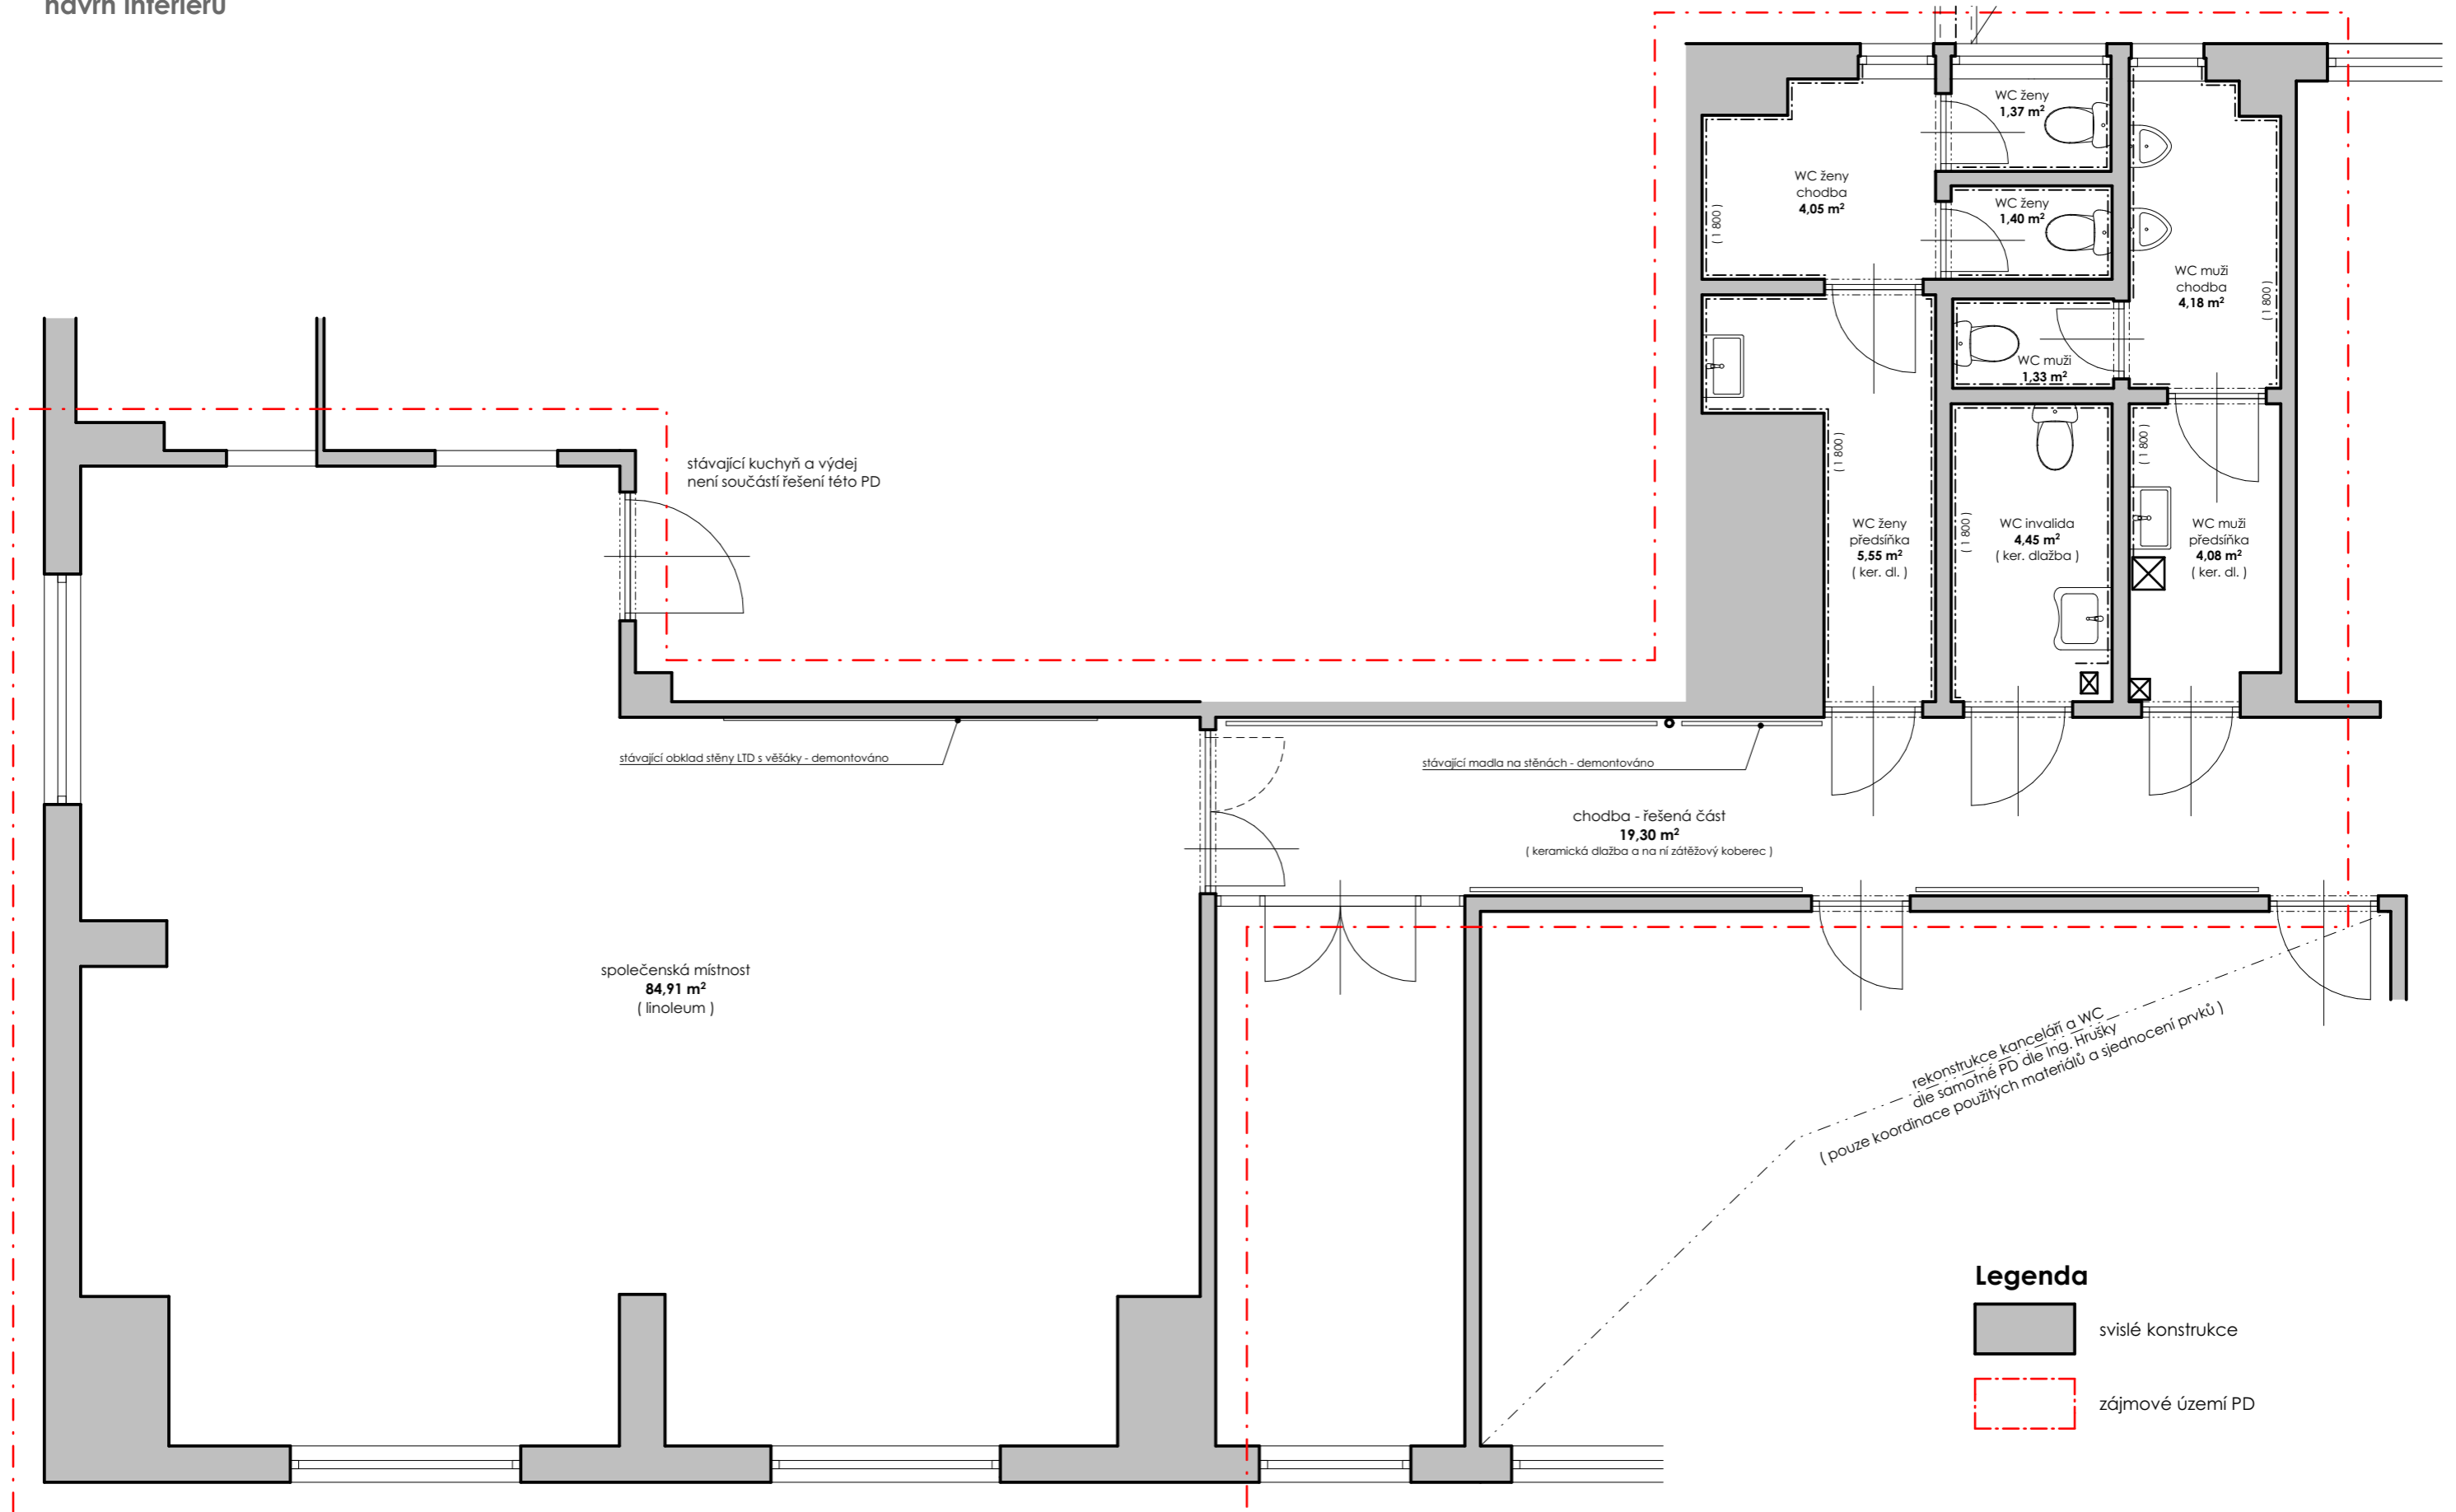 návrh interiéru
WC ženy
1,37 m²
WC ženy
chodba
4,05 m²
( 1 800 )
WC ženy
1,40 m²
WC muži
chodba
4,18 m²
( 1 800 )
WC muži
1,33 m²
stávající kuchyň a výdej
není součástí řešení této PD
( 1 800 )
WC ženy
předsíňka
5,55 m²
( ker. dl. )
( 1 800 )
WC invalida
4,45 m²
( ker. dlažba )
( 1 800 )
WC muži
předsíňka
4,08 m²
( ker. dl. )
stávající obklad stěny LTD s věšáky - demontováno
stávající madla na stěnách - demontováno
chodba - řešená část
19,30 m²
( keramická dlažba a na ní zátěžový koberec )
společenská místnost
84,91 m²
( linoleum )
rekonstrukce kanceláří a WC
dle samotné PD dle Ing. Hrušky
( pouze koordinace použitých materiálů a sjednocení prvků )
Legenda
svislé konstrukce
zájmové území PD